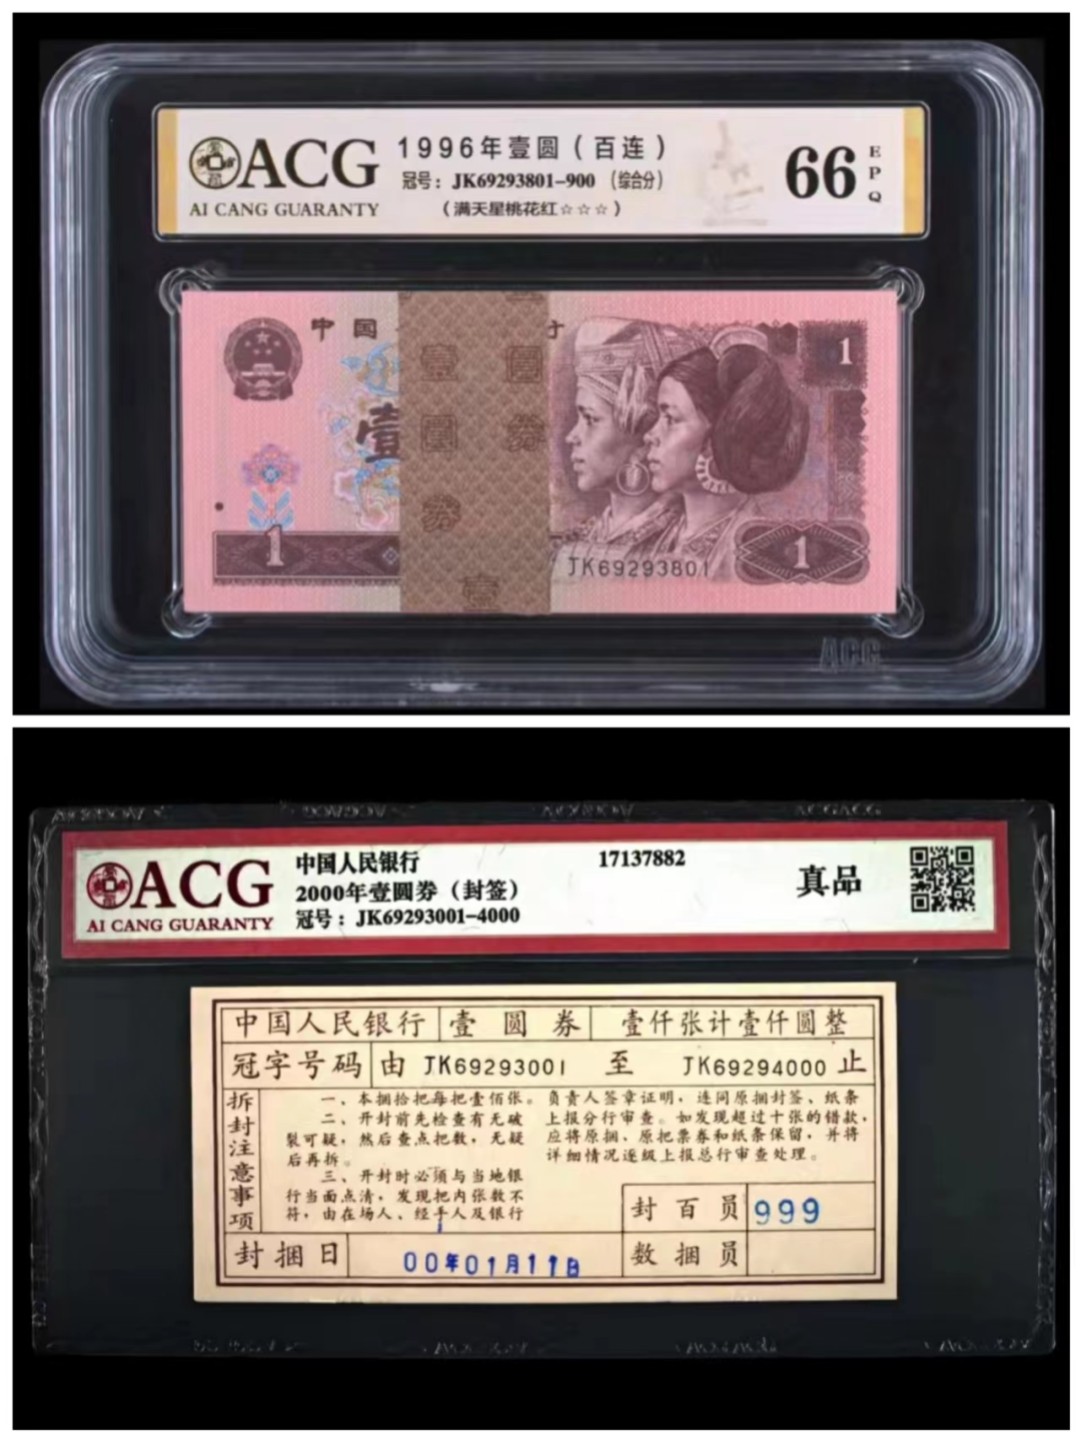 ACG
AI CANG GUARANTY
1996年壹圆（百连）
冠号：JK69293801-900（综合分）
（满天星桃花红☆☆☆）
66
EPQ
中国
壹
壹
圆
圆
券
券
壹
1
1
1
JK69293801
ACG
ACG
AI CANG GUARANTY
中国人民银行
2000年壹圆券（封签）
冠号：JK69293001-4000
17137882
真品
中国人民银行 壹圆券 壹仟张计壹仟圆整
冠字号码 由 JK69293001 至 JK69294000 止
拆封注意事项
一、本捆拾把每把壹佰张。
二、开封前先检查有无破
裂可疑，然后查点把数，无疑
后再拆。
三、开封时必须与当地银
行当面点清，发现把内张数不
符，由在场人、经手人及银行
负责人签章证明，连同原捆封签、纸条
上报分行审查。如发现超过十张的错款，
应将原捆、原把票券和纸条保留，并将
详细情况逐级上报总行审查处理。
封百员 999
封捆日 00年01月11日
数捆员